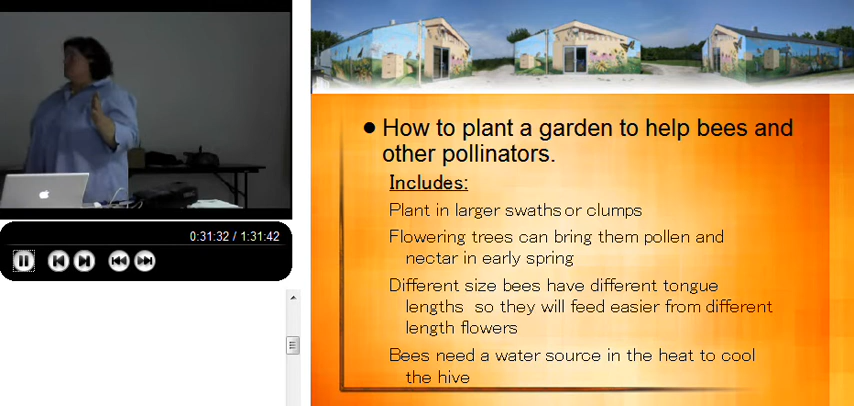 0:31:32 / 1:31:42
● How to plant a garden to help bees and
other pollinators.
Includes:
Plant in larger swaths or clumps
Flowering trees can bring them pollen and
nectar in early spring
Different size bees have different tongue
lengths so they will feed easier from different
length flowers
Bees need a water source in the heat to cool
the hive